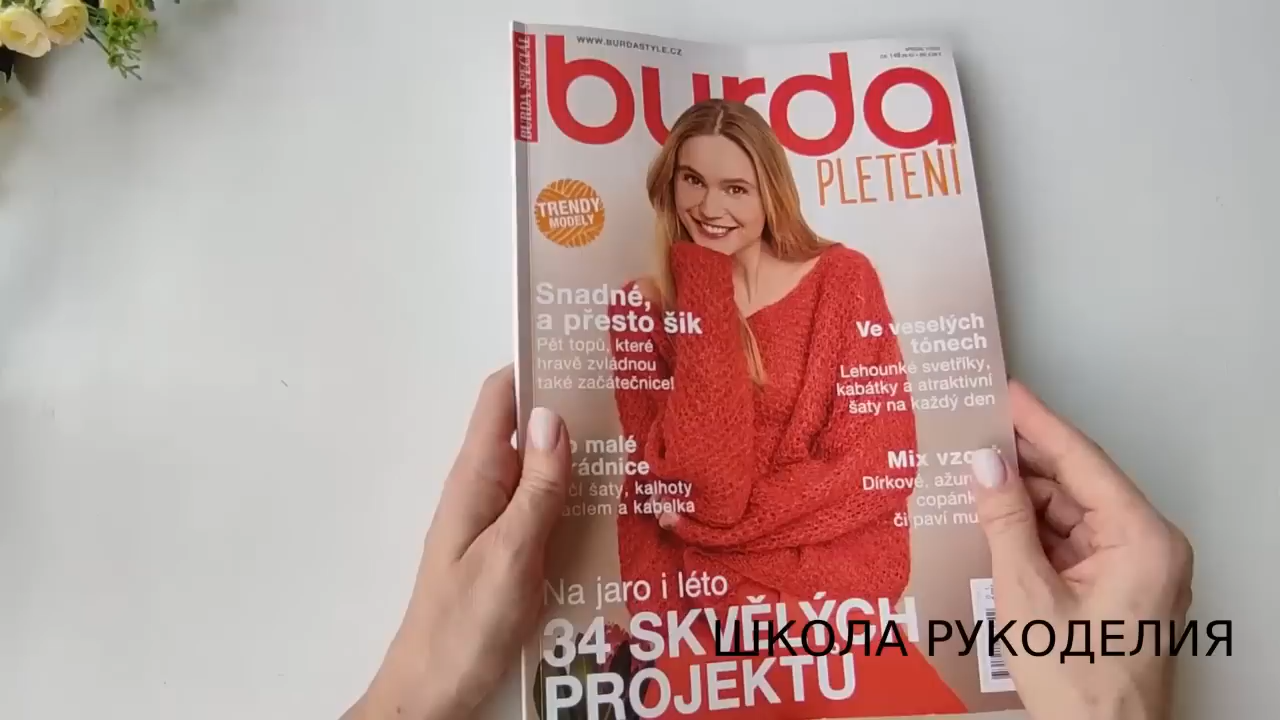 BURDA SPECIÁL
WWW.BURDASTYLE.CZ
burda
PLETENÍ
TRENDY
MODELY
Snadné,
a přesto šik
Pět topů, které
hravě zvládnou
také začátečnice!
Ve veselých
tónech
Lehounké svetříky,
kabátky a atraktivní
šaty na každý den
malé
šaty, kalhoty
a kabelka
Mix
Dírkové,
či paví
Na jaro i léto
34 SKVĚLÝCH
PROJEKTŮ
ШКОЛА РУКОДЕЛИЯ